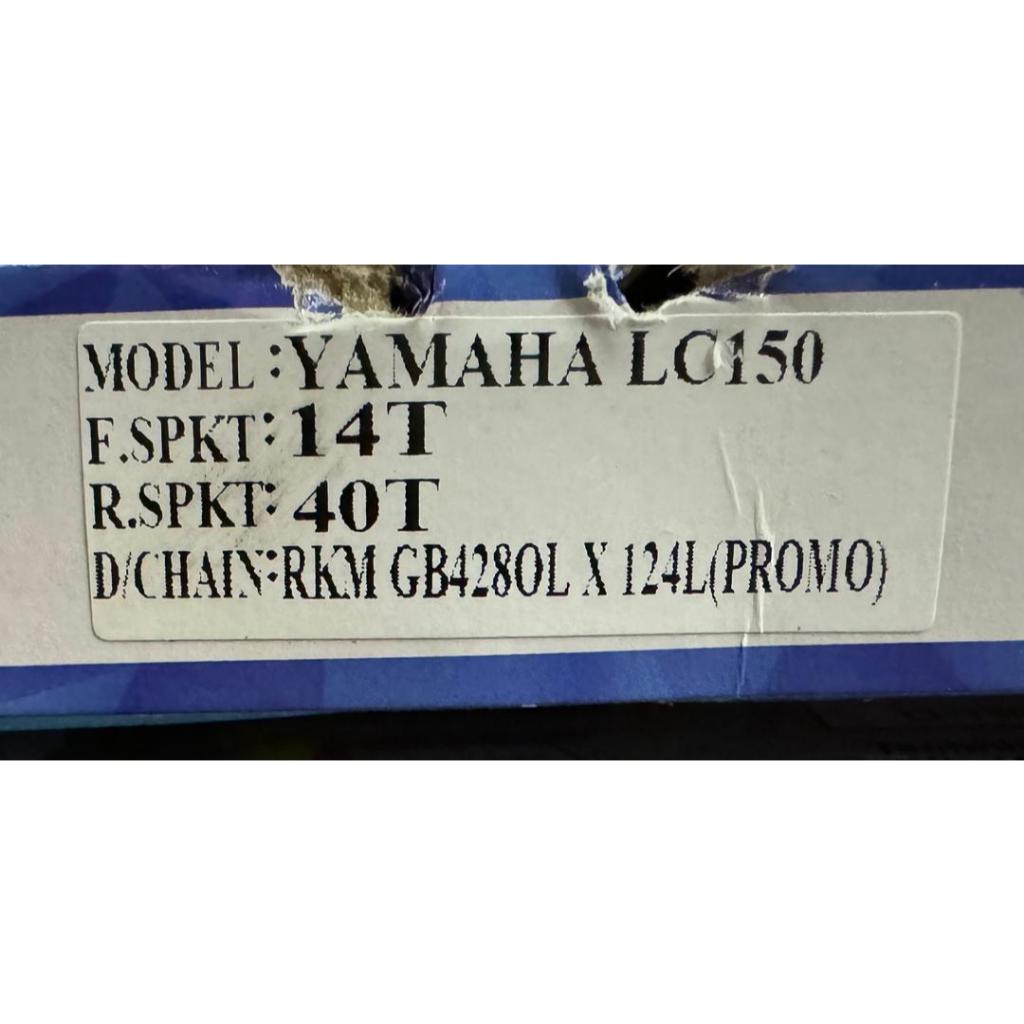 MODEL :YAMAHA LC150
F.SPKT:14T
R.SPKT:40T
D/CHAIN:RKM GB428OL X 124L(PROMO)